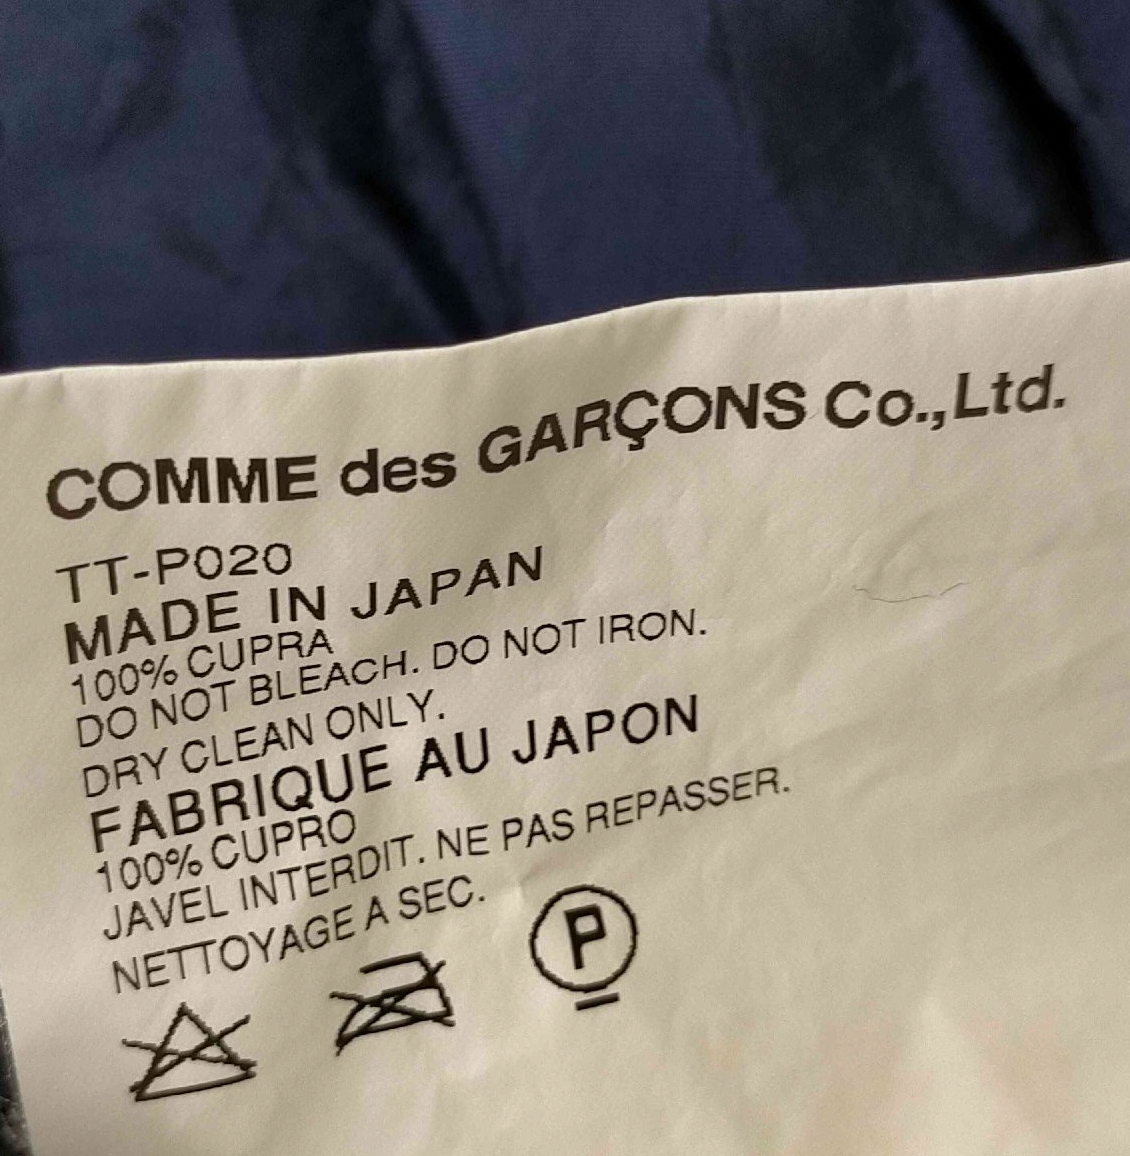 COMME des GARÇONS Co.,Ltd.
TT-P020
MADE IN JAPAN
100% CUPRA
DO NOT BLEACH. DO NOT IRON.
DRY CLEAN ONLY.
FABRIQUE AU JAPON
100% CUPRO
JAVEL INTERDIT. NE PAS REPASSER.
NETTOYAGE A SEC.
P